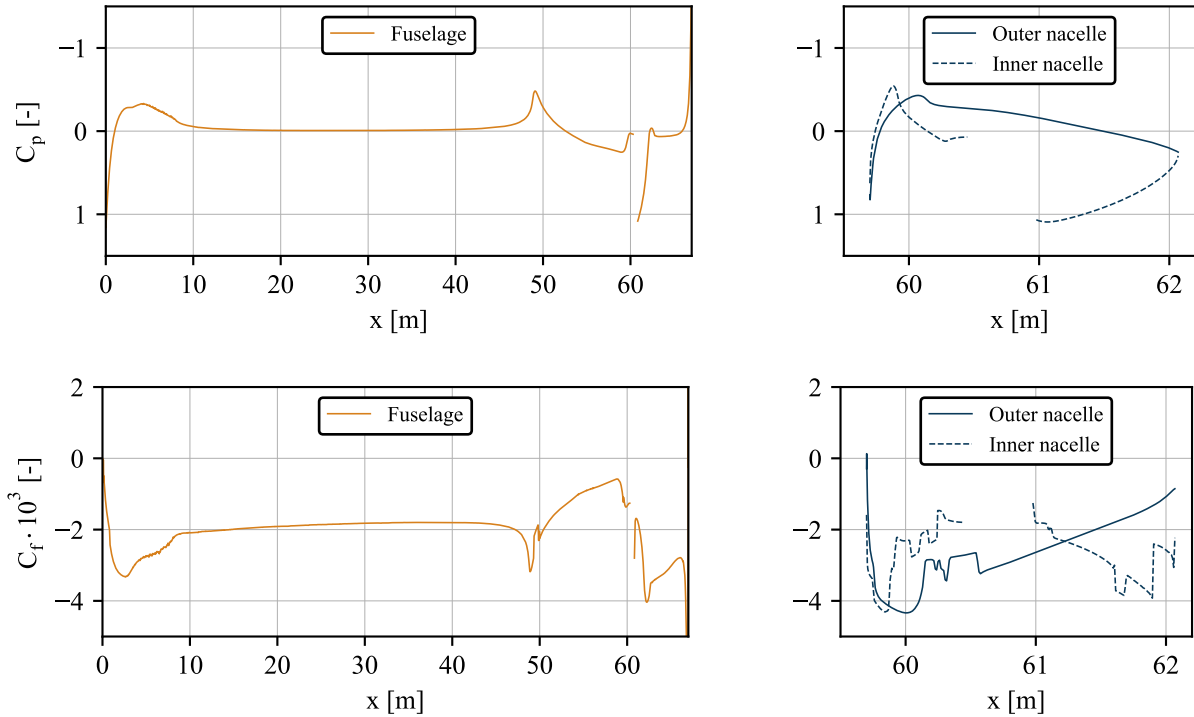 Fuselage
−1
0
1
C_p [-]
0 10 20 30 40 50 60
x [m]
Outer nacelle
Inner nacelle
−1
0
1
60 61 62
x [m]
Fuselage
2
0
−2
−4
C_f · 10³ [-]
0 10 20 30 40 50 60
x [m]
Outer nacelle
Inner nacelle
2
0
−2
−4
60 61 62
x [m]